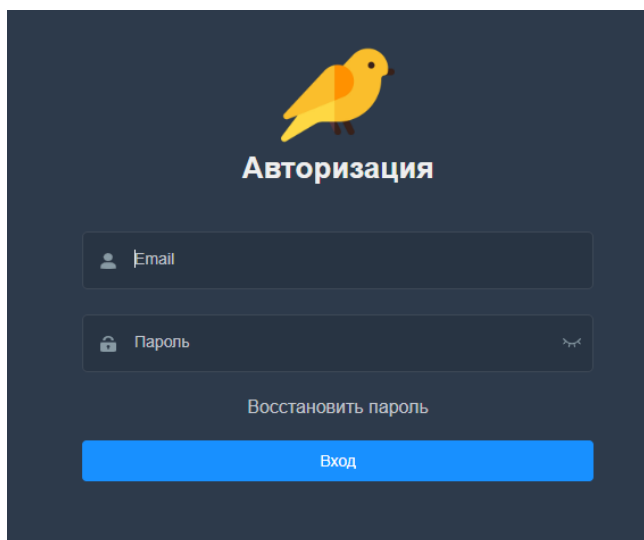 Авторизация
Email
Пароль
Восстановить пароль
Вход